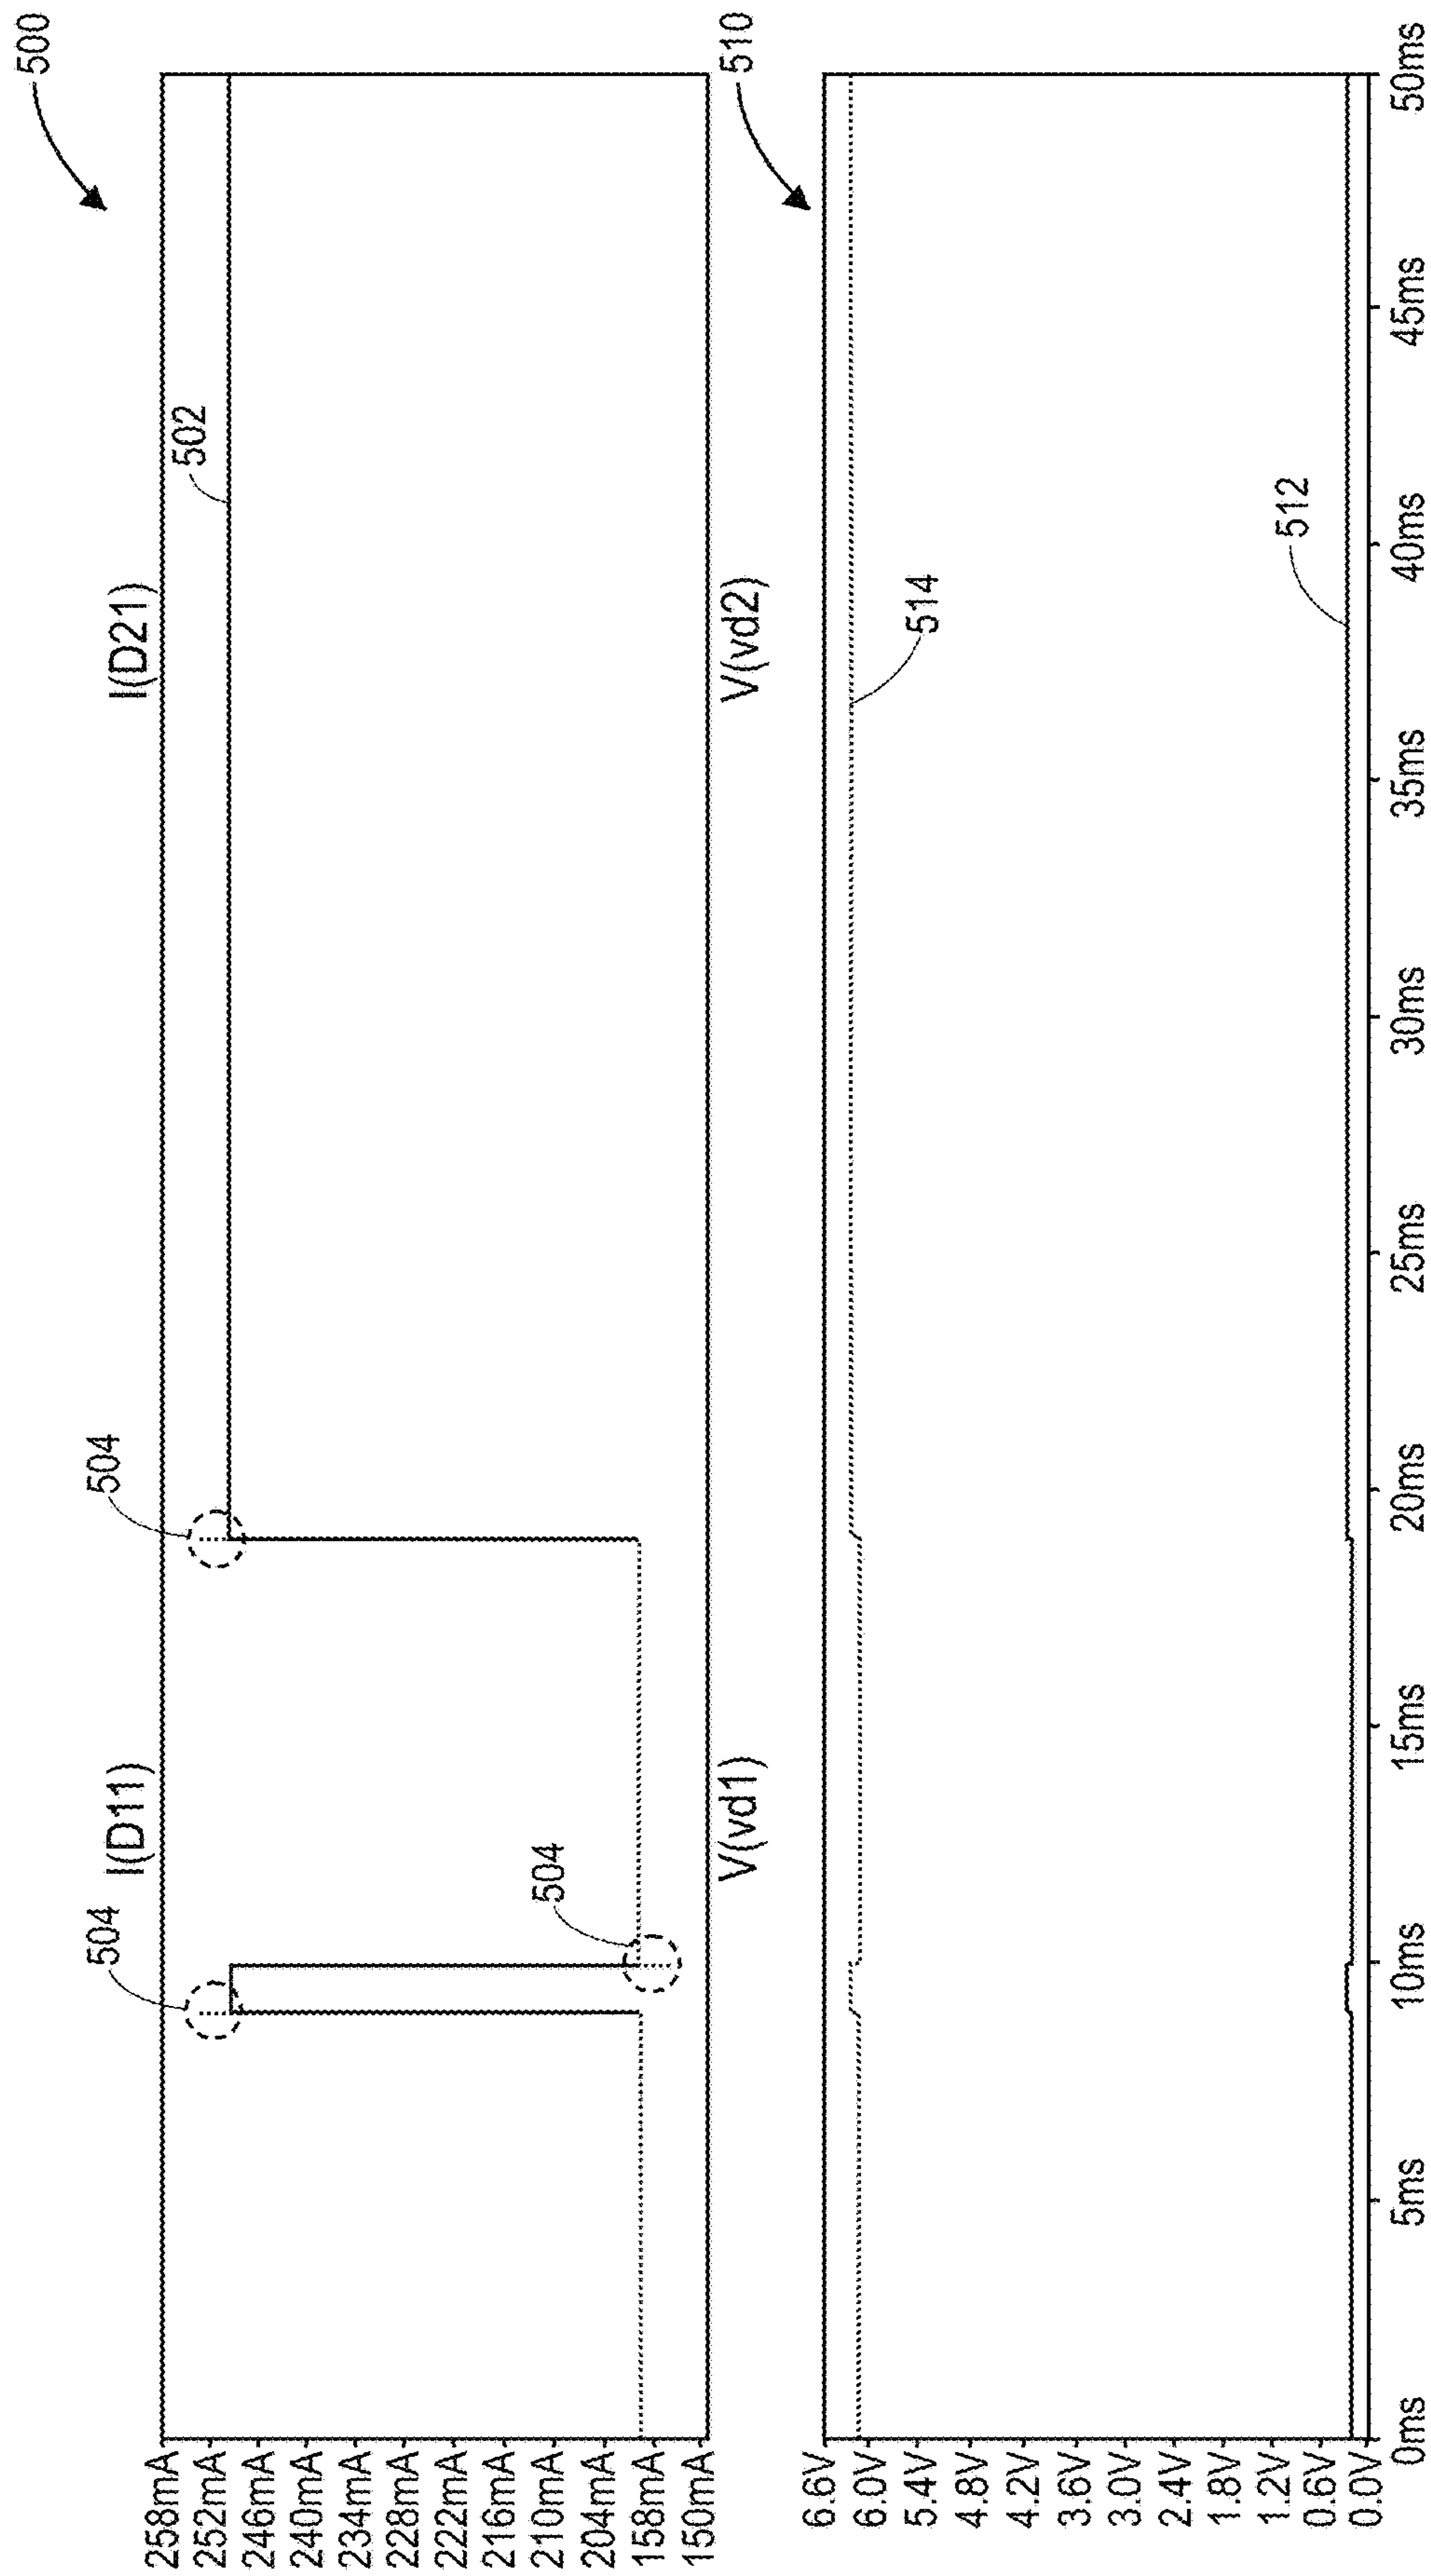 500
I(D11)
I(D21)
504
504
504
502
258mA
252mA
246mA
240mA
234mA
228mA
222mA
216mA
210mA
204mA
158mA
150mA
V(vd1)
V(vd2)
510
514
512
6.6V
6.0V
5.4V
4.8V
4.2V
3.6V
3.0V
2.4V
1.8V
1.2V
0.6V
0.0V
0ms
5ms
10ms
15ms
20ms
25ms
30ms
35ms
40ms
45ms
50ms